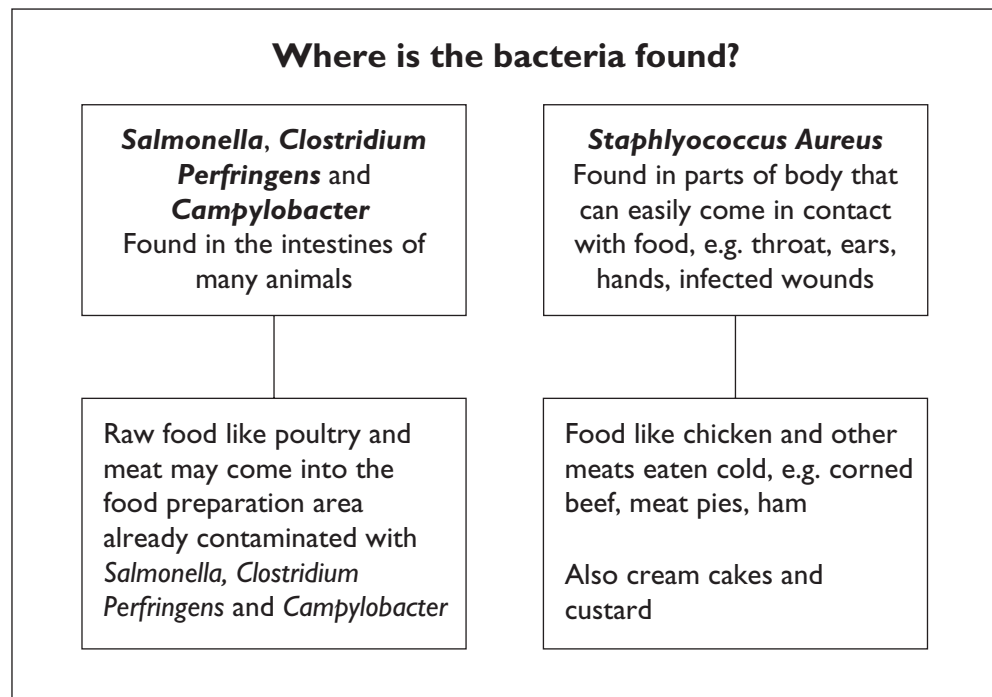 Where is the bacteria found?
Salmonella, Clostridium
Perfringens and
Campylobacter
Found in the intestines of
many animals
Raw food like poultry and
meat may come into the
food preparation area
already contaminated with
Salmonella, Clostridium
Perfringens and Campylobacter
Staphlyococcus Aureus
Found in parts of body that
can easily come in contact
with food, e.g. throat, ears,
hands, infected wounds
Food like chicken and other
meats eaten cold, e.g. corned
beef, meat pies, ham
Also cream cakes and
custard